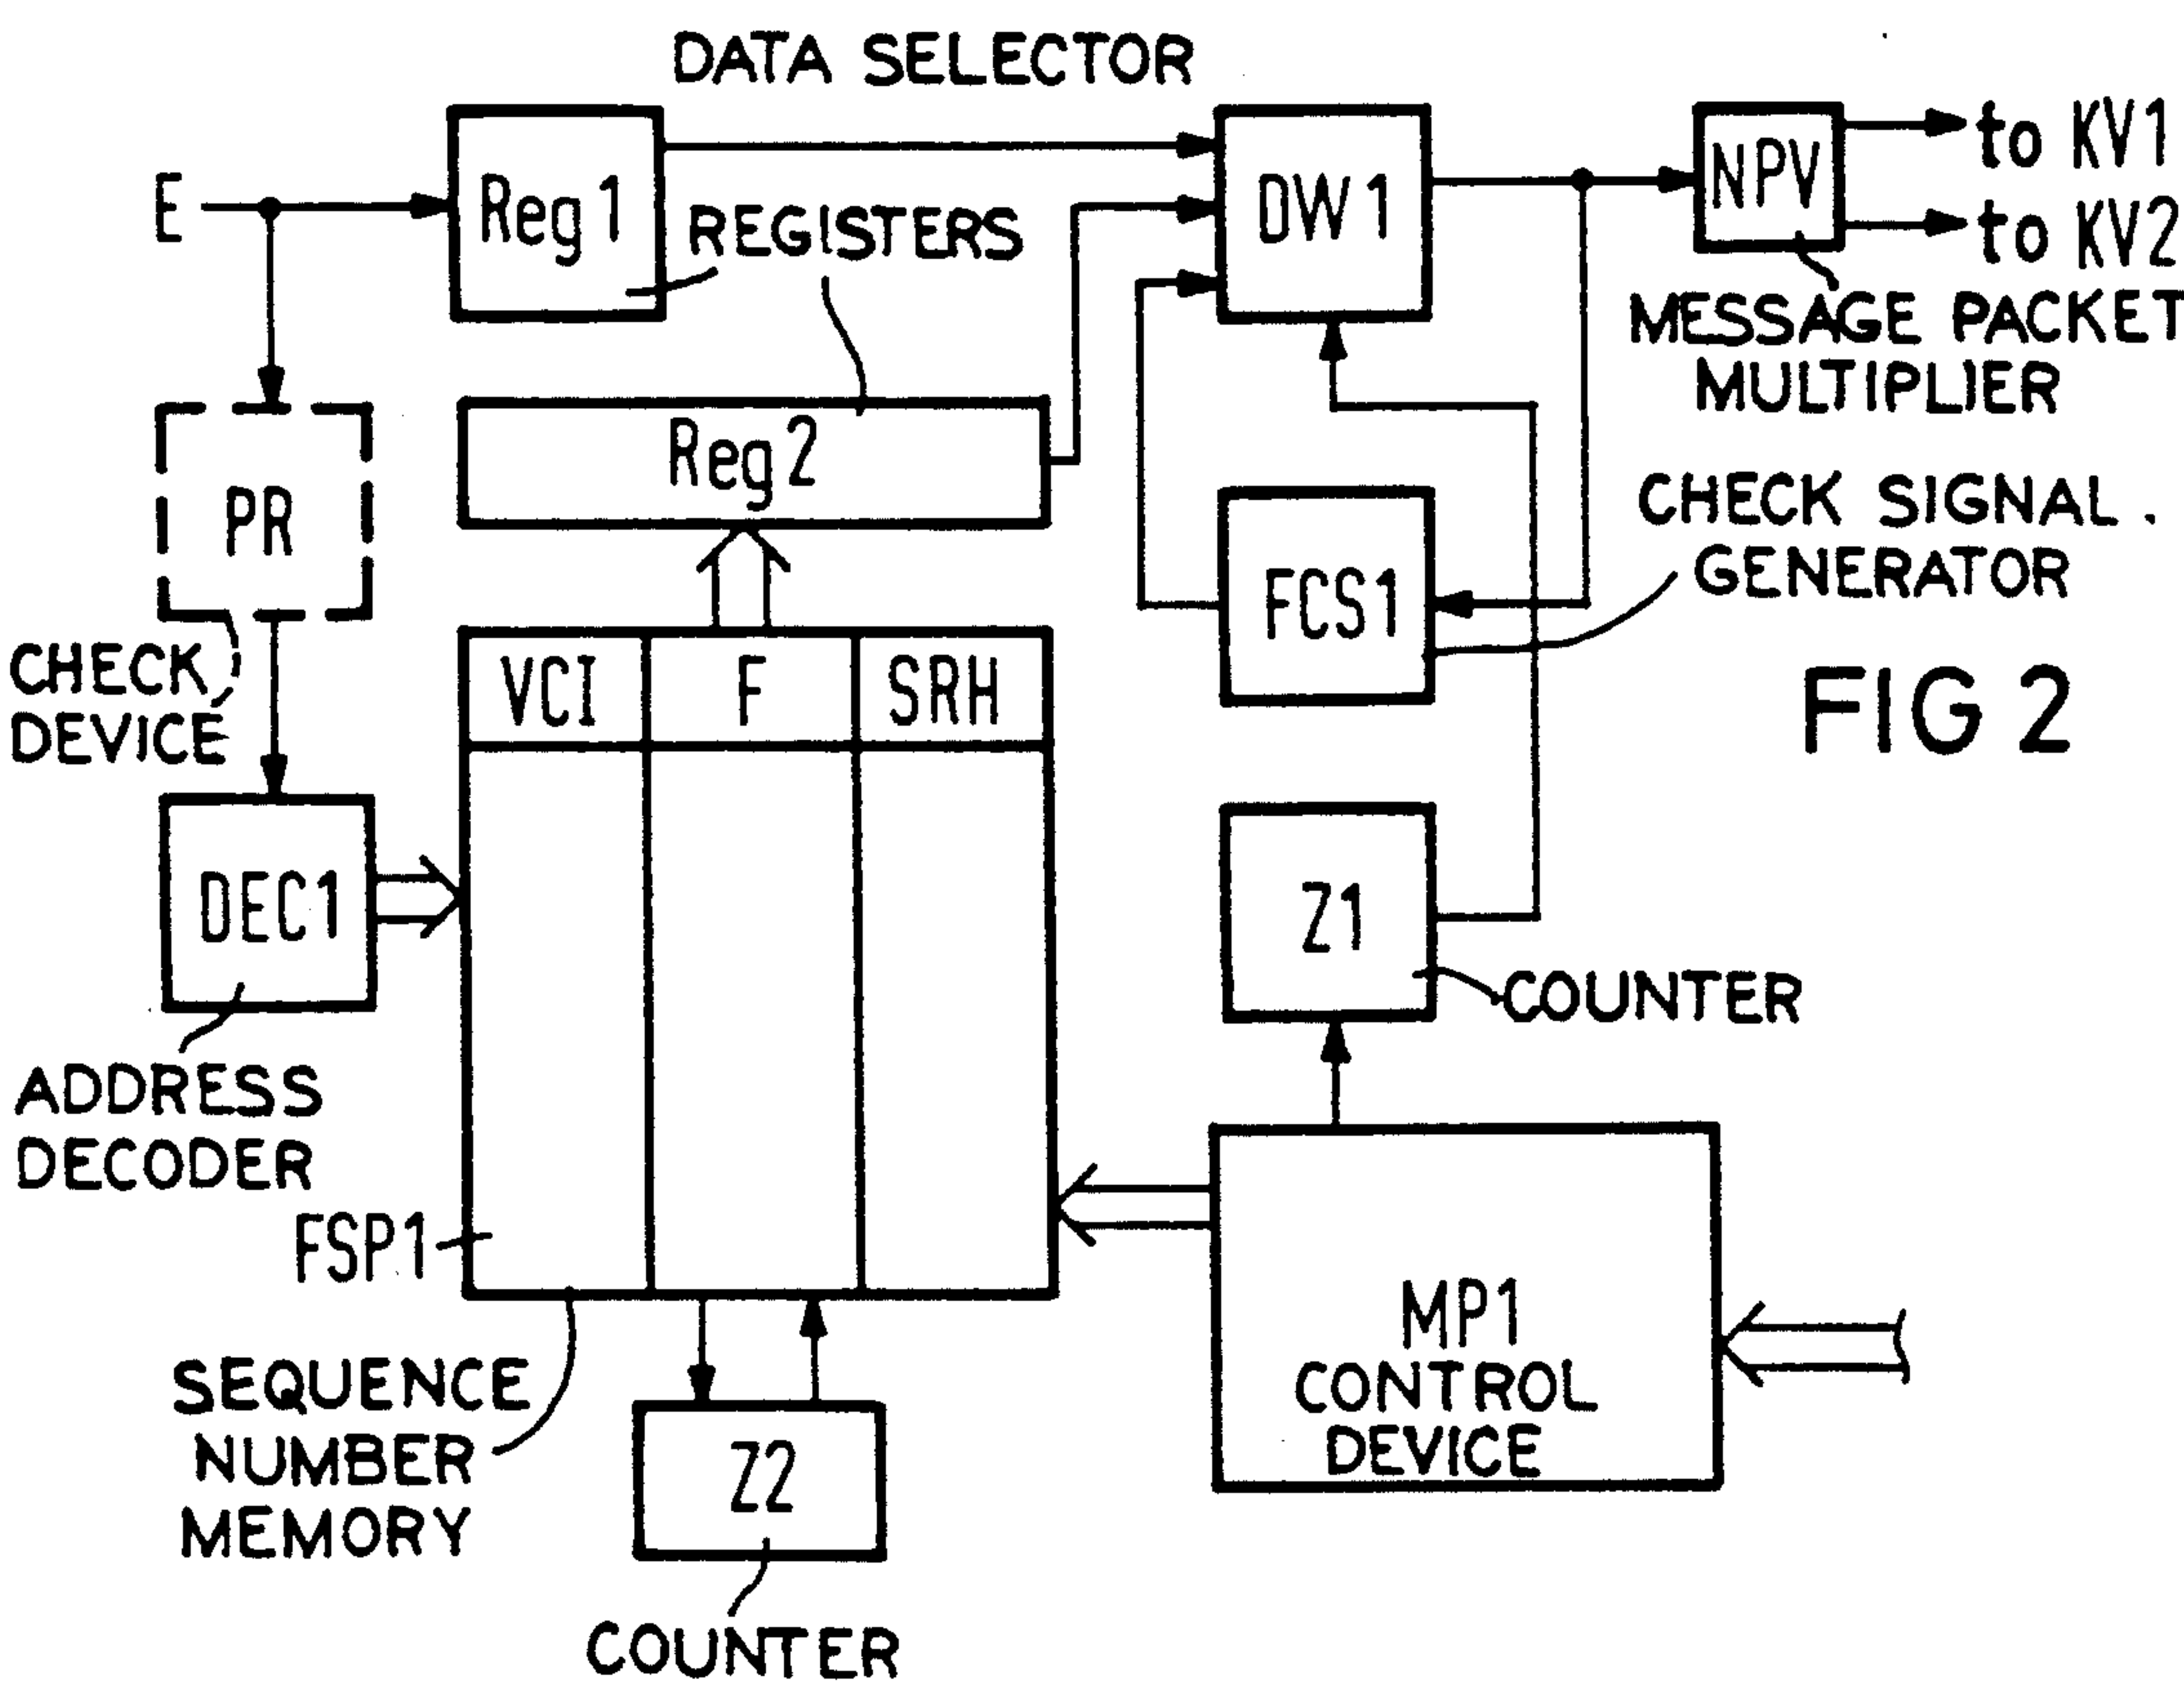 DATA SELECTOR
E
Reg 1
REGISTERS
DW1
NPV
to KV1
to KV2
MESSAGE PACKET
MULTIPLIER
PR
CHECK
DEVICE
Reg 2
FCS1
CHECK SIGNAL.
GENERATOR
FIG 2
VCI F SRH
DEC1
ADDRESS
DECODER
Z1
COUNTER
FSP1
SEQUENCE
NUMBER
MEMORY
MP1
CONTROL
DEVICE
Z2
COUNTER